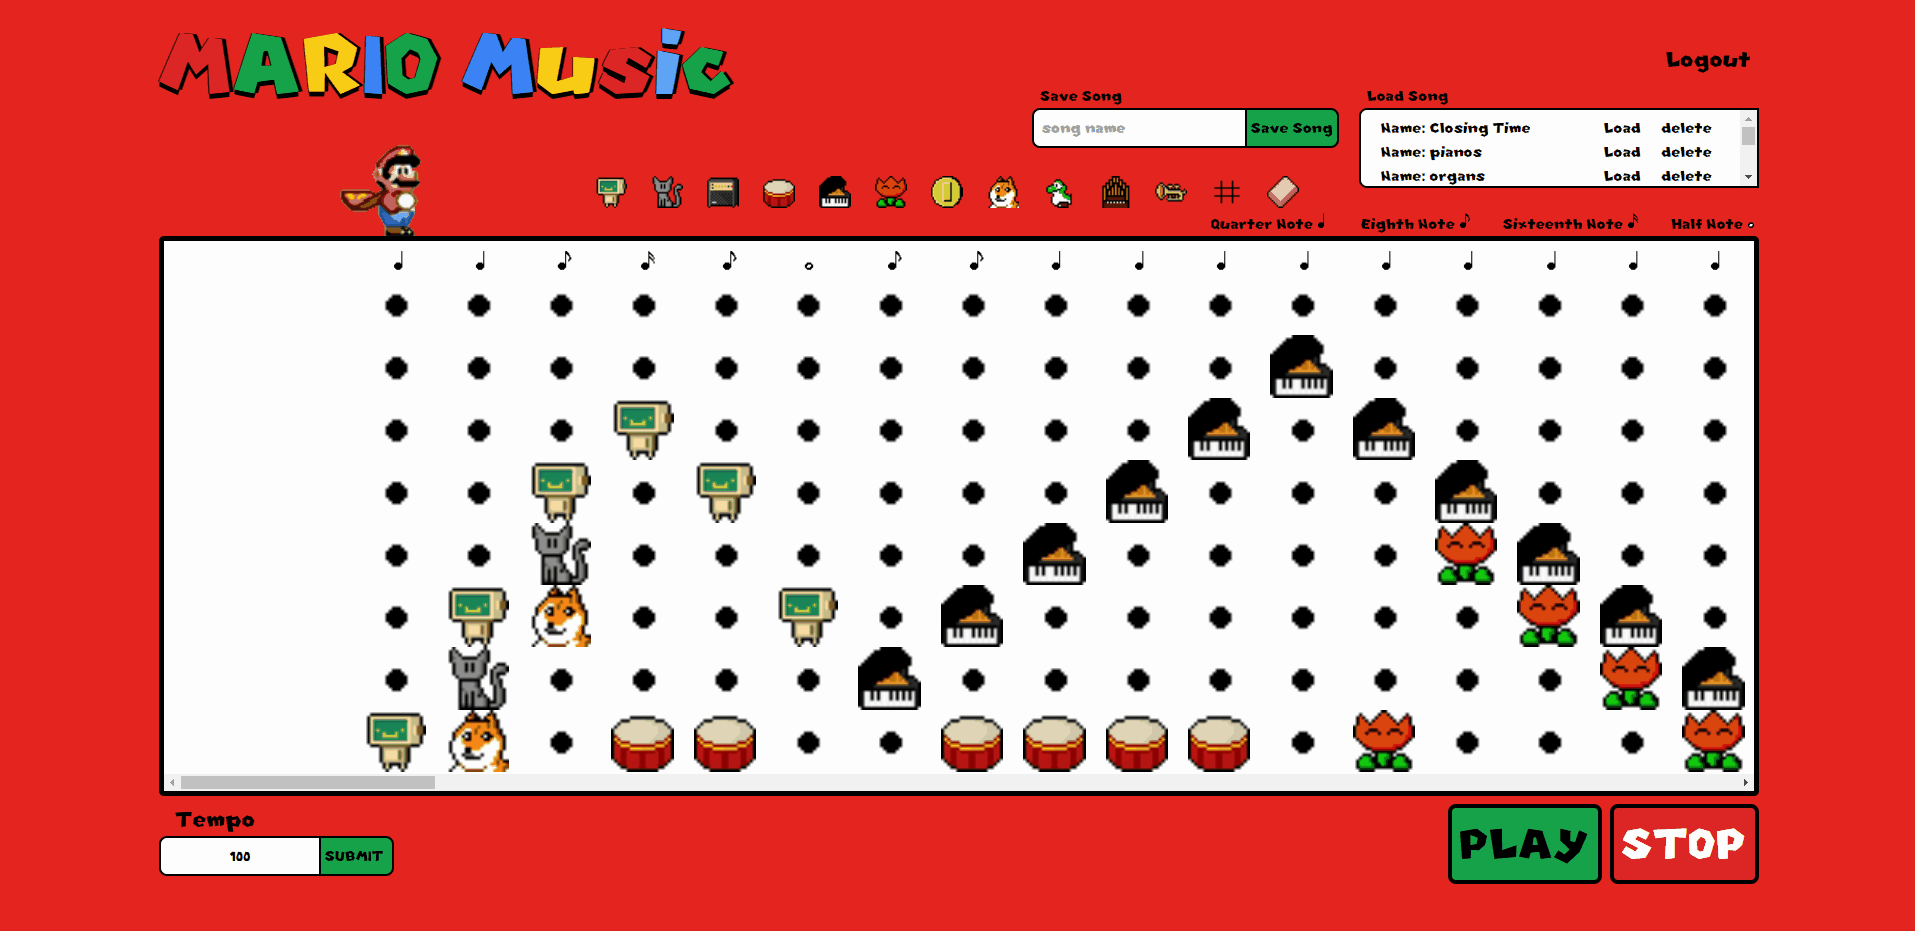 MARIO MUSIC
Logout
Save Song
Load Song
song name
Save Song
Name: Closing Time Load delete
Name: pianos Load delete
Name: organs Load delete
Quarter Note Eighth Note Sixteenth Note Half Note
Tempo
100
SUBMIT
PLAY
STOP